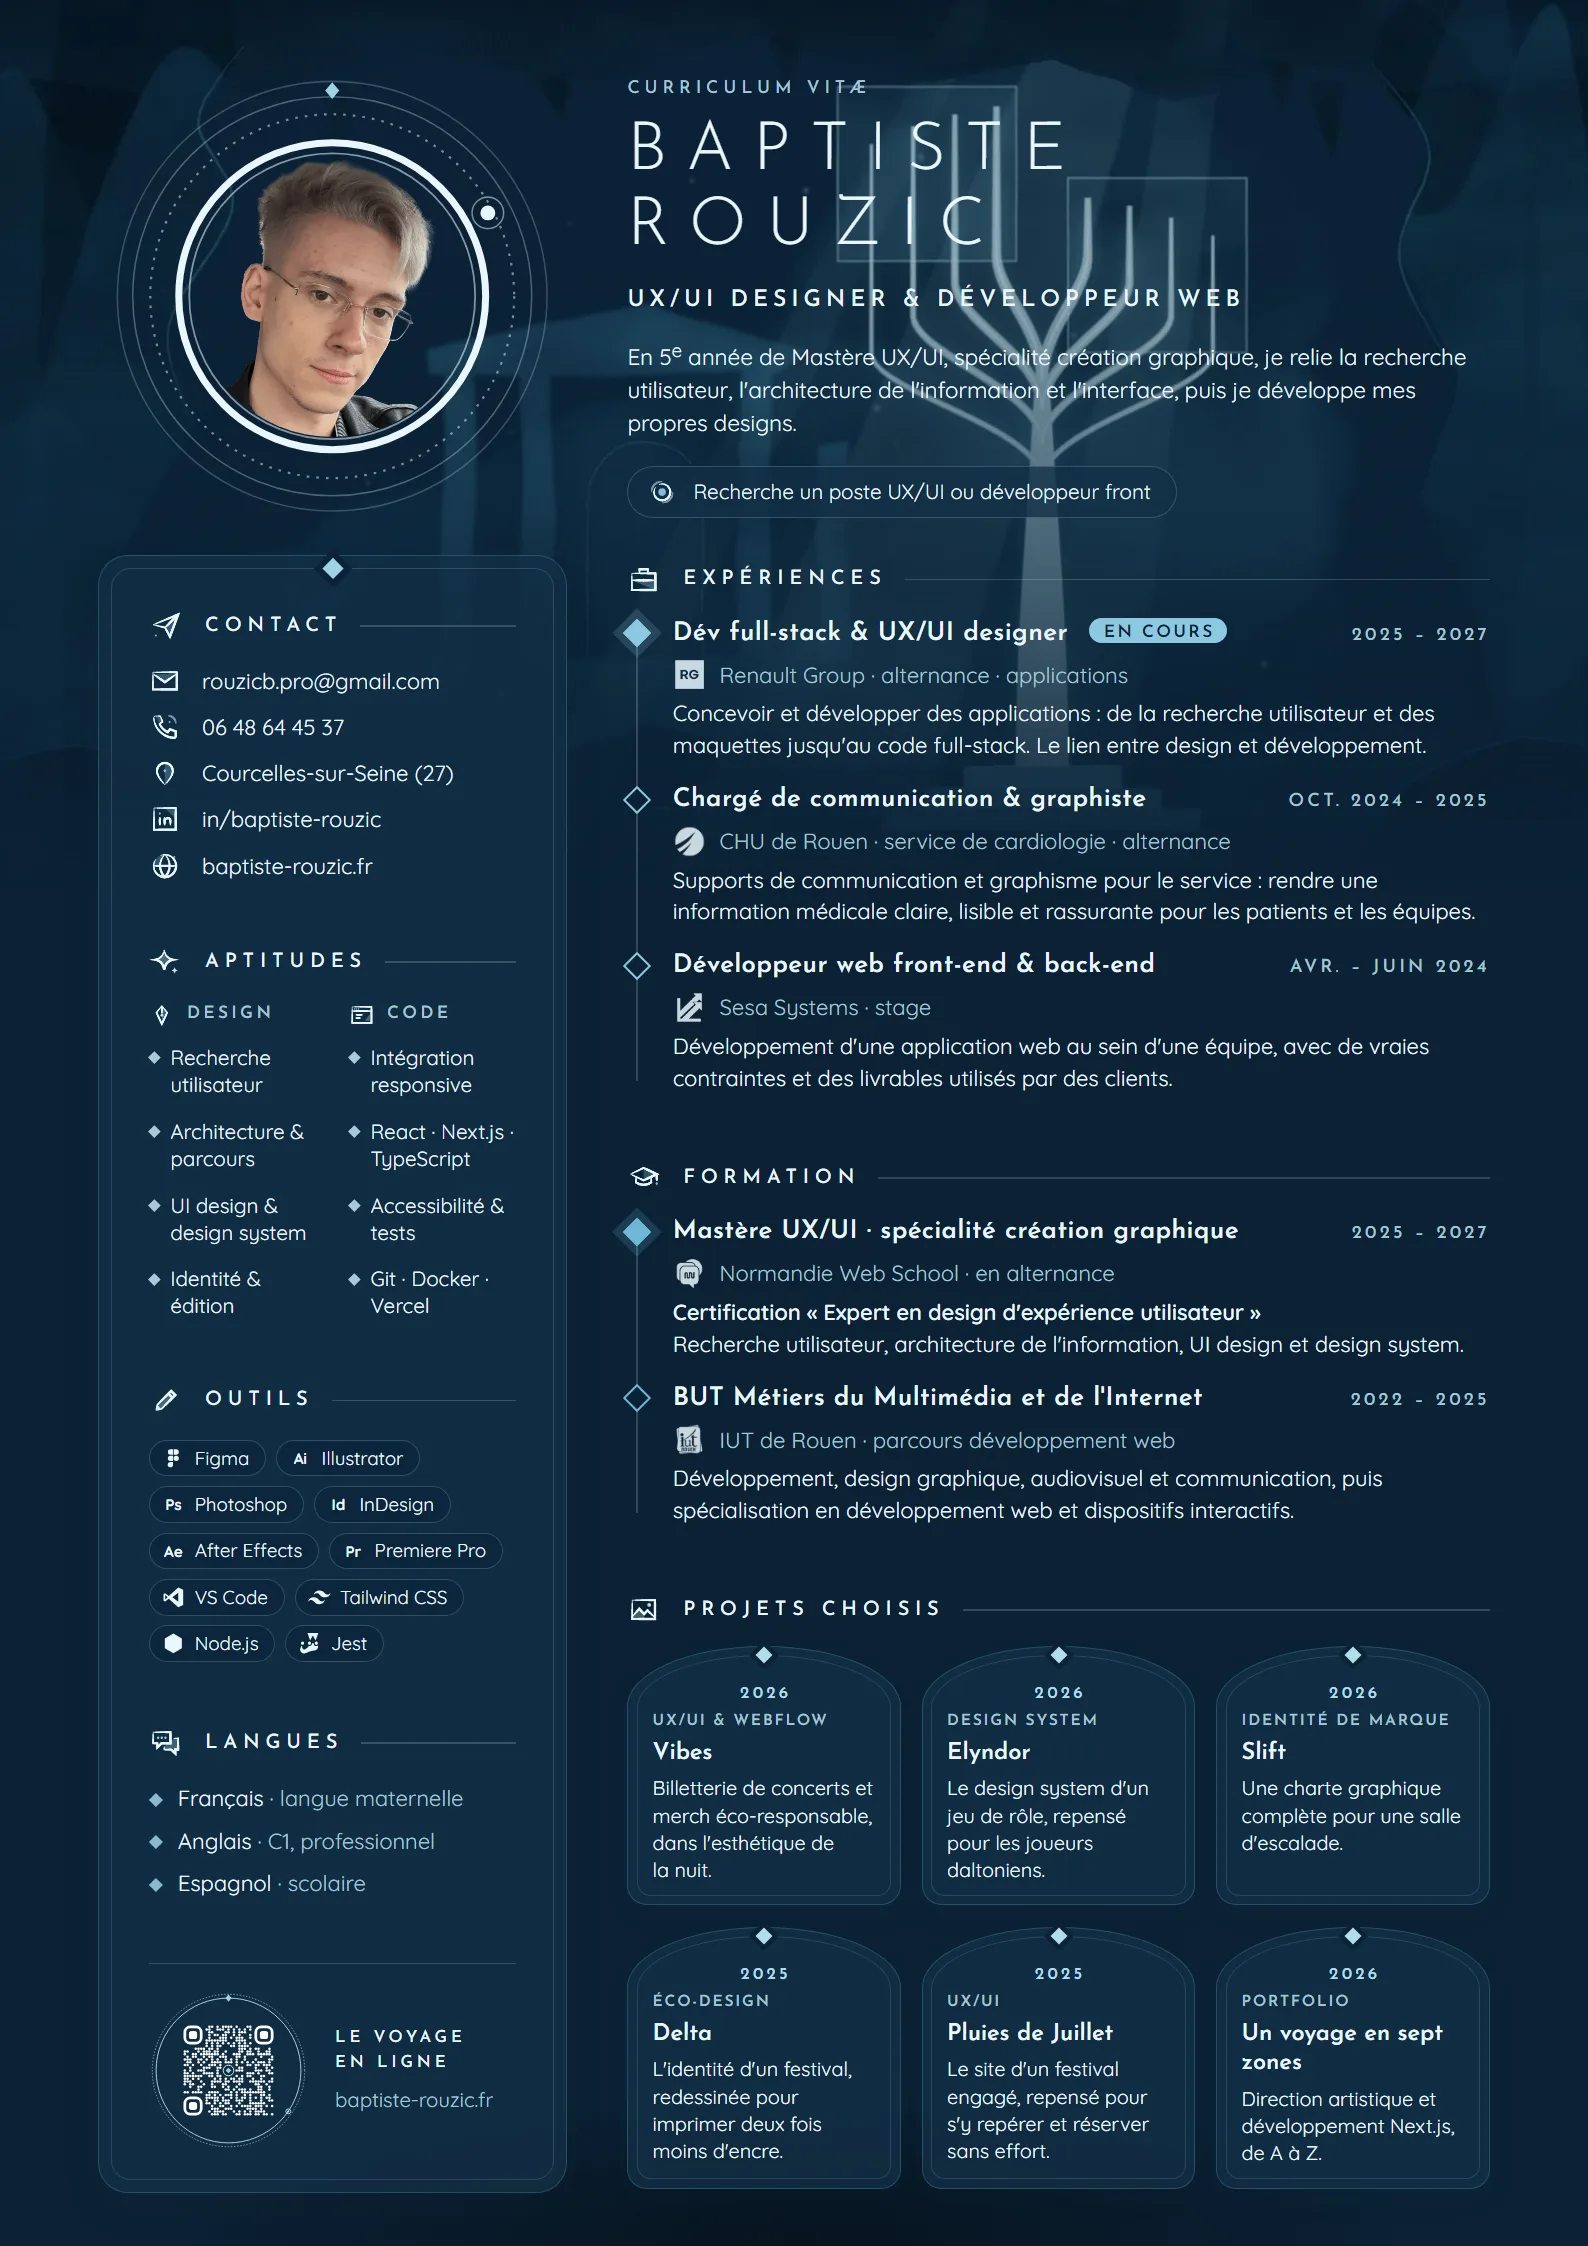 CURRICULUM VITÆ
BAPTISTE
ROUZIC
UX/UI DESIGNER & DÉVELOPPEUR WEB
En 5e année de Mastère UX/UI, spécialité création graphique, je relie la recherche
utilisateur, l'architecture de l'information et l'interface, puis je développe mes
propres designs.
Recherche un poste UX/UI ou développeur front
CONTACT
rouzicb.pro@gmail.com
06 48 64 45 37
Courcelles-sur-Seine (27)
in/baptiste-rouzic
baptiste-rouzic.fr
APTITUDES
DESIGN
Recherche
utilisateur
Architecture &
parcours
UI design &
design system
Identité &
édition
CODE
Intégration
responsive
React · Next.js ·
TypeScript
Accessibilité &
tests
Git · Docker ·
Vercel
OUTILS
Figma
Ai Illustrator
Ps Photoshop
Id InDesign
Ae After Effects
Pr Premiere Pro
VS Code
Tailwind CSS
Node.js
Jest
LANGUES
Français · langue maternelle
Anglais · C1, professionnel
Espagnol · scolaire
LE VOYAGE
EN LIGNE
baptiste-rouzic.fr
EXPÉRIENCES
Dév full-stack & UX/UI designer EN COURS 2025 – 2027
RG Renault Group · alternance · applications
Concevoir et développer des applications : de la recherche utilisateur et des
maquettes jusqu'au code full-stack. Le lien entre design et développement.
Chargé de communication & graphiste OCT. 2024 – 2025
CHU de Rouen · service de cardiologie · alternance
Supports de communication et graphisme pour le service : rendre une
information médicale claire, lisible et rassurante pour les patients et les équipes.
Développeur web front-end & back-end AVR. – JUIN 2024
Sesa Systems · stage
Développement d'une application web au sein d'une équipe, avec de vraies
contraintes et des livrables utilisés par des clients.
FORMATION
Mastère UX/UI · spécialité création graphique 2025 – 2027
Normandie Web School · en alternance
Certification « Expert en design d'expérience utilisateur »
Recherche utilisateur, architecture de l'information, UI design et design system.
BUT Métiers du Multimédia et de l'Internet 2022 – 2025
iut IUT de Rouen · parcours développement web
Développement, design graphique, audiovisuel et communication, puis
spécialisation en développement web et dispositifs interactifs.
PROJETS CHOISIS
2026
UX/UI & WEBFLOW
Vibes
Billetterie de concerts et
merch éco-responsable,
dans l'esthétique de
la nuit.
2026
DESIGN SYSTEM
Elyndor
Le design system d'un
jeu de rôle, repensé
pour les joueurs
daltoniens.
2026
IDENTITÉ DE MARQUE
Slift
Une charte graphique
complète pour une salle
d'escalade.
2025
ÉCO-DESIGN
Delta
L'identité d'un festival,
redessinée pour
imprimer deux fois
moins d'encre.
2025
UX/UI
Pluies de Juillet
Le site d'un festival
engagé, repensé pour
s'y repérer et réserver
sans effort.
2026
PORTFOLIO
Un voyage en sept
zones
Direction artistique et
développement Next.js,
de A à Z.